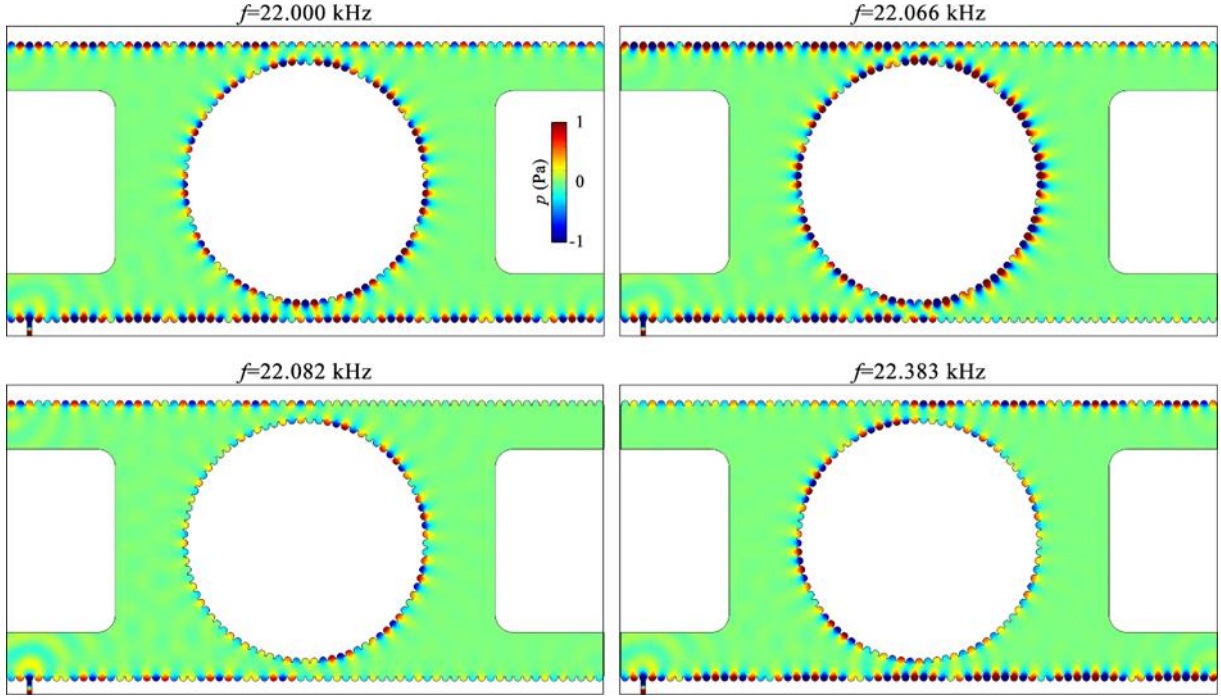 f=22.000 kHz
f=22.066 kHz
1
0
-1
p (Pa)
f=22.082 kHz
f=22.383 kHz